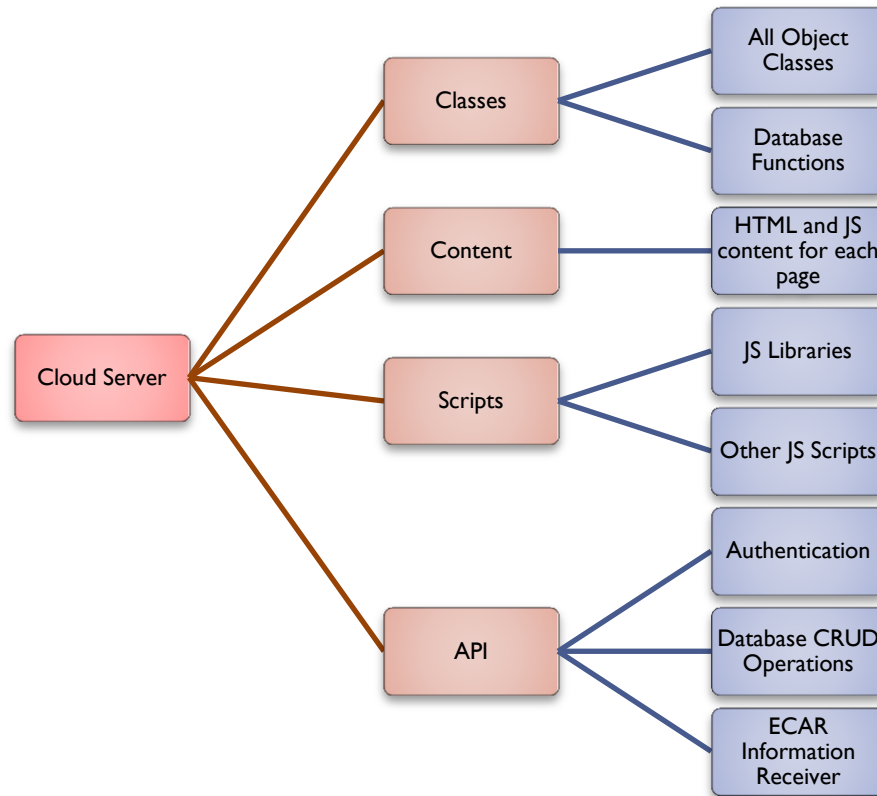 Cloud Server
Classes
All Object
Classes
Database
Functions
Content
HTML and JS
content for each
page
Scripts
JS Libraries
Other JS Scripts
API
Authentication
Database CRUD
Operations
ECAR
Information
Receiver